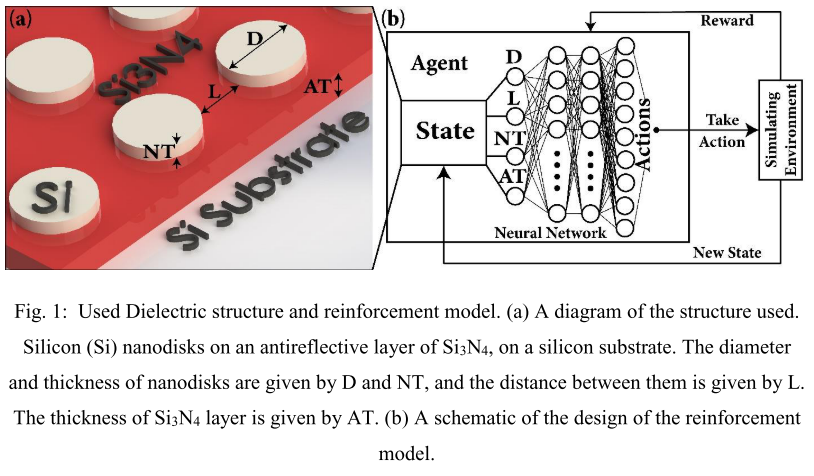 (a)
D
Si3N4
L
AT
NT
Si
Si Substrate
(b)
Reward
Agent
State
D
L
NT
AT
Actions
Neural Network
Take
Action
Simulating
Environment
New State
Fig. 1: Used Dielectric structure and reinforcement model. (a) A diagram of the structure used.
Silicon (Si) nanodisks on an antireflective layer of Si₃N₄, on a silicon substrate. The diameter
and thickness of nanodisks are given by D and NT, and the distance between them is given by L.
The thickness of Si₃N₄ layer is given by AT. (b) A schematic of the design of the reinforcement
model.